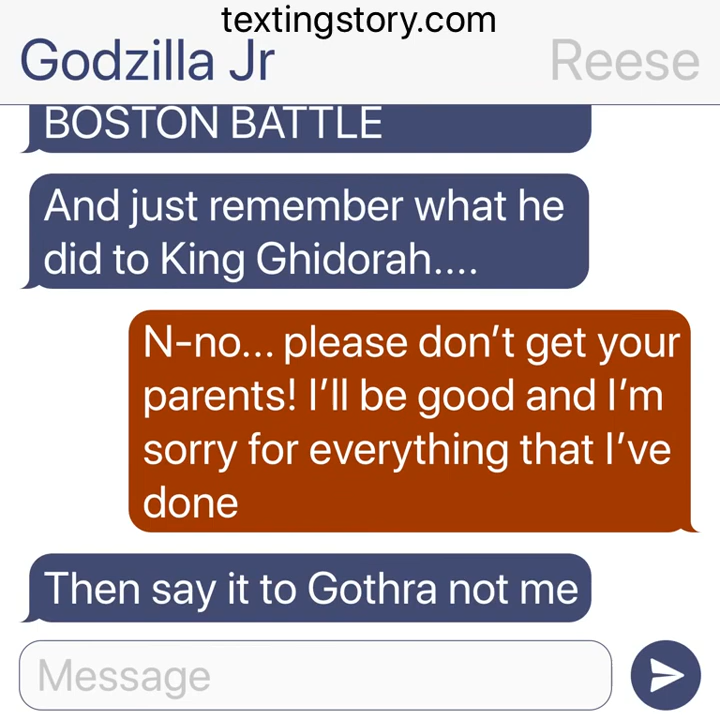 textingstory.com
Godzilla Jr
Reese
BOSTON BATTLE
And just remember what he
did to King Ghidorah....
N-no... please don't get your
parents! I'll be good and I'm
sorry for everything that I've
done
Then say it to Gothra not me
Message